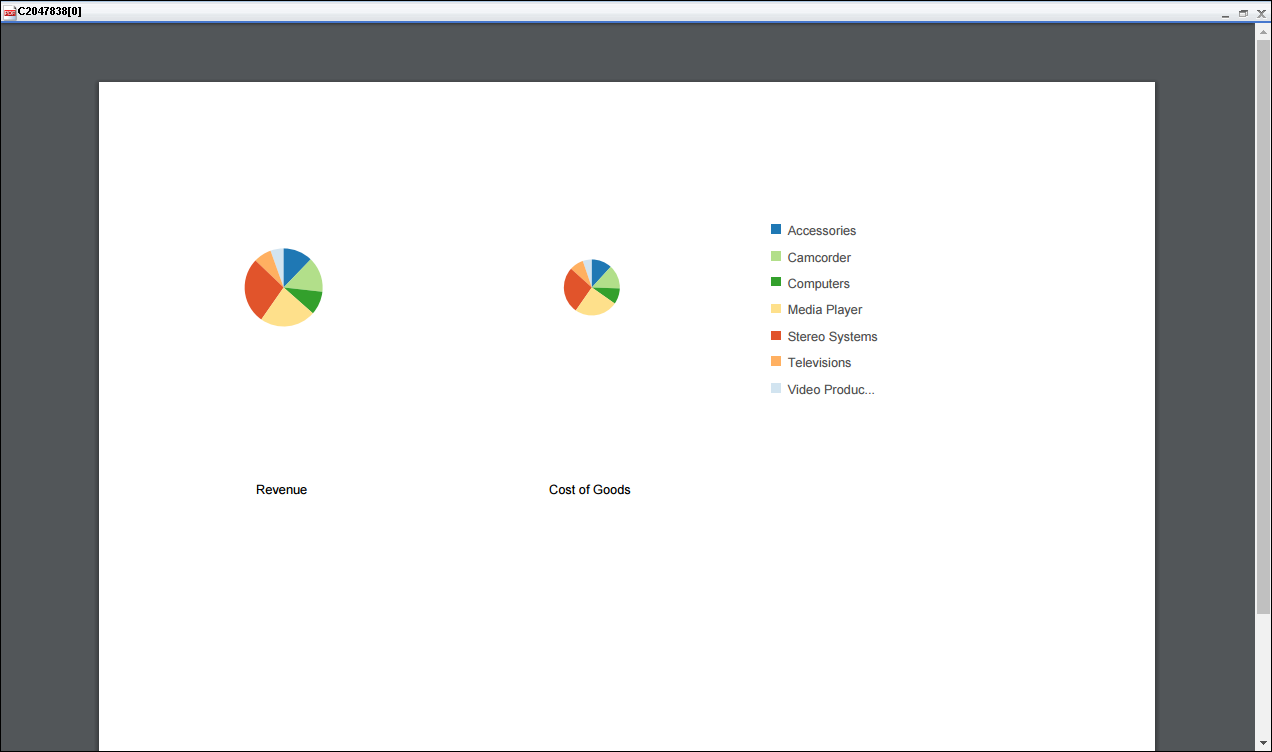 C2047838[0]
Accessories
Camcorder
Computers
Media Player
Stereo Systems
Televisions
Video Produc...
Revenue
Cost of Goods